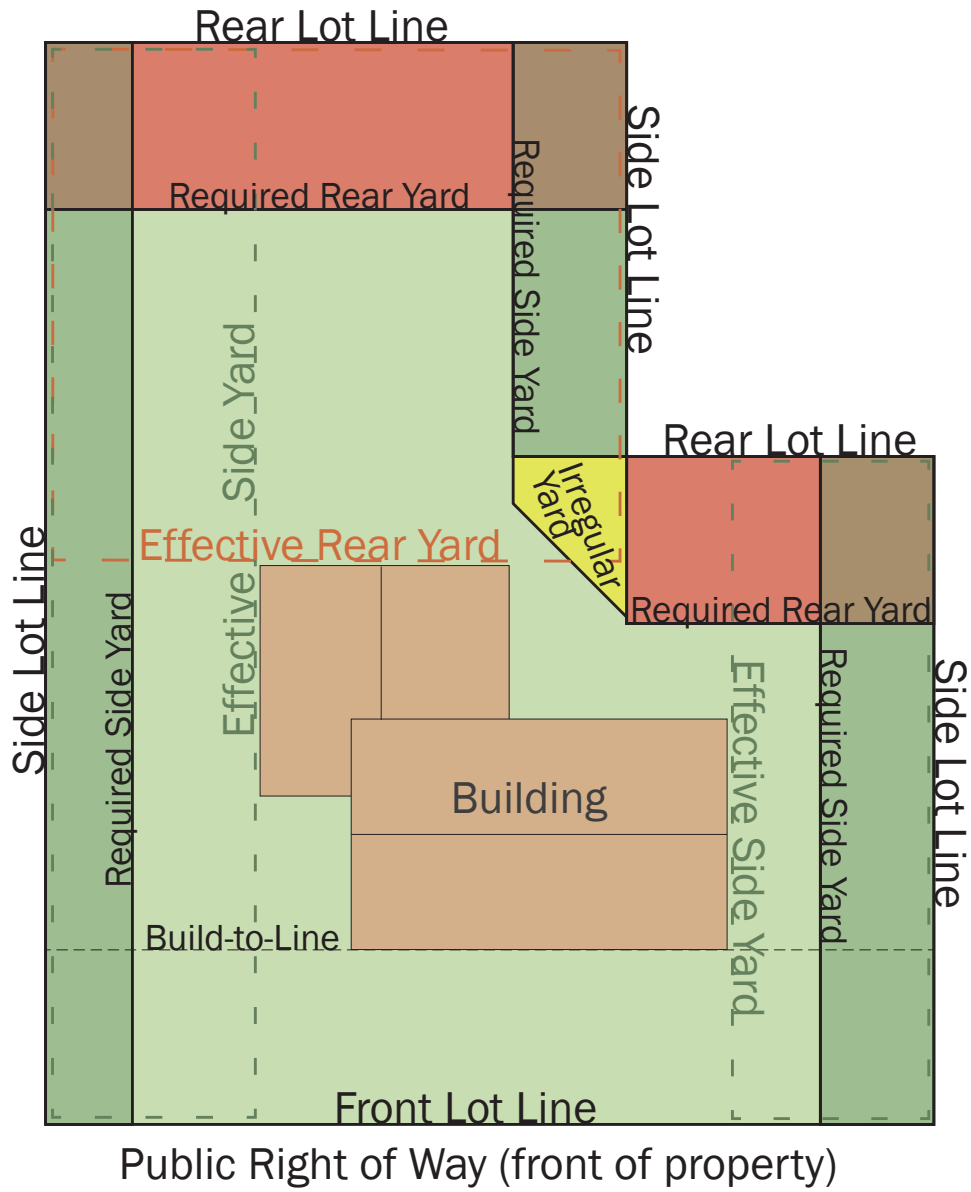 Rear Lot Line
Side Lot Line
Required Rear Yard
Required Side Yard
Effective Side Yard
Rear Lot Line
Irregular
Yard
Effective Rear Yard
Side Lot Line
Required Side Yard
Required Rear Yard
Effective Side Yard
Required Side Yard
Side Lot Line
Building
Build-to-Line
Front Lot Line
Public Right of Way (front of property)